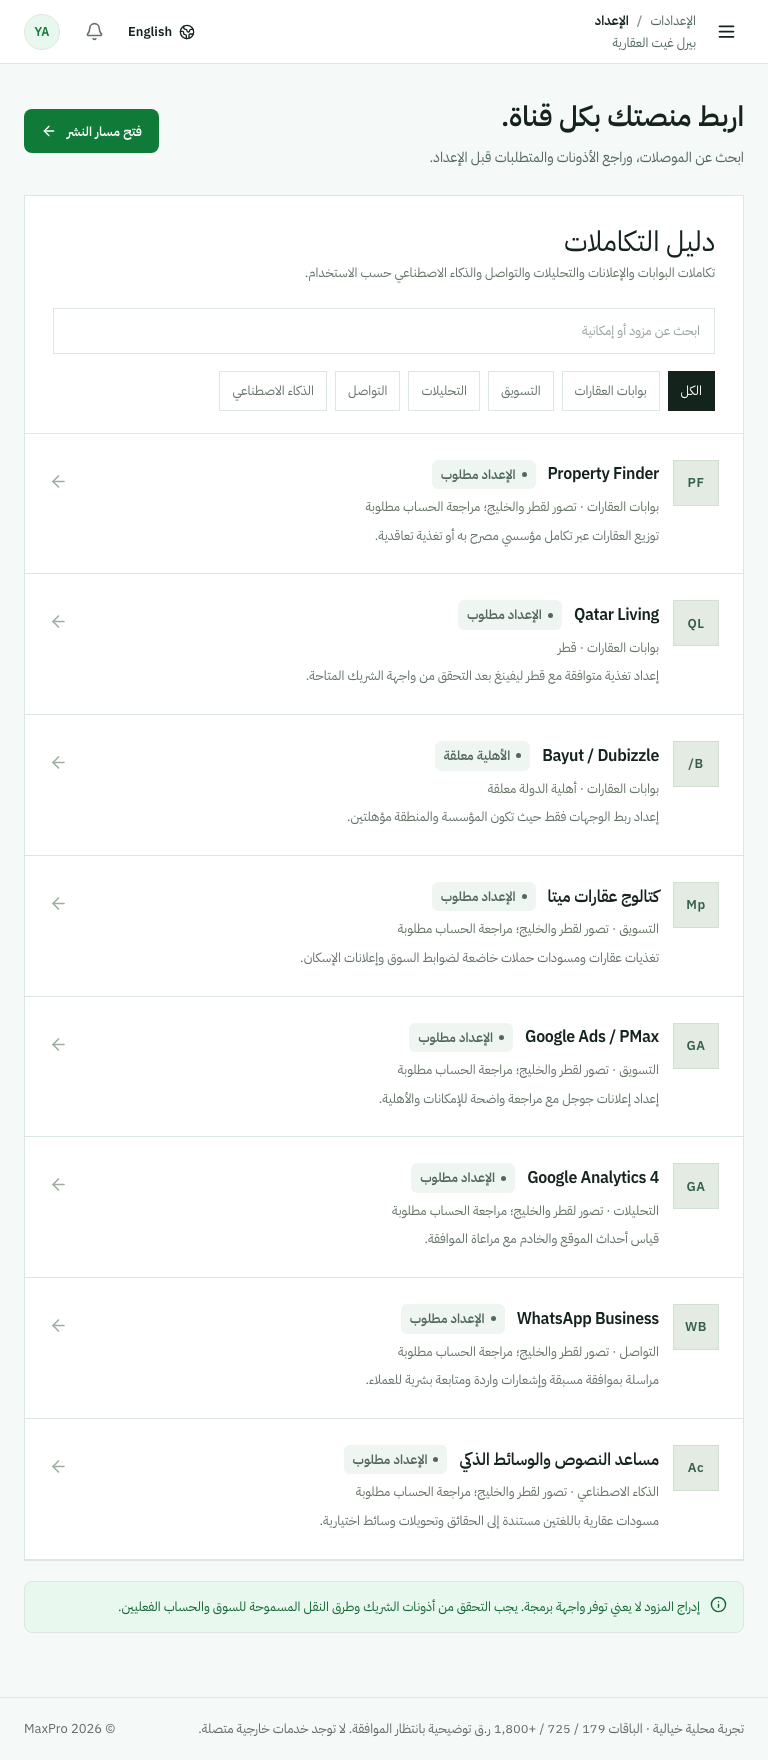 الإعدادات / الإعداد
بيرل غيت العقارية
English
YA
اربط منصتك بكل قناة.
ابحث عن الموصلات، وراجع الأذونات والمتطلبات قبل الإعداد.
فتح مسار النشر
دليل التكاملات
تكاملات البوابات والإعلانات والتحليلات والتواصل والذكاء الاصطناعي حسب الاستخدام.
ابحث عن مزود أو إمكانية
الكل
بوابات العقارات
التسويق
التحليلات
التواصل
الذكاء الاصطناعي
PF
Property Finder الإعداد مطلوب
بوابات العقارات · تصور لقطر والخليج؛ مراجعة الحساب مطلوبة
توزيع العقارات عبر تكامل مؤسسي مصرح به أو تغذية تعاقدية.
QL
Qatar Living الإعداد مطلوب
بوابات العقارات · قطر
إعداد تغذية متوافقة مع قطر ليفينغ بعد التحقق من واجهة الشريك المتاحة.
B/
Bayut / Dubizzle الأهلية معلقة
بوابات العقارات · أهلية الدولة معلقة
إعداد ربط الوجهات فقط حيث تكون المؤسسة والمنطقة مؤهلتين.
Mp
كتالوج عقارات ميتا الإعداد مطلوب
التسويق · تصور لقطر والخليج؛ مراجعة الحساب مطلوبة
تغذيات عقارات ومسودات حملات خاضعة لضوابط السوق وإعلانات الإسكان.
GA
Google Ads / PMax الإعداد مطلوب
التسويق · تصور لقطر والخليج؛ مراجعة الحساب مطلوبة
إعداد إعلانات جوجل مع مراجعة واضحة للإمكانات والأهلية.
GA
Google Analytics 4 الإعداد مطلوب
التحليلات · تصور لقطر والخليج؛ مراجعة الحساب مطلوبة
قياس أحداث الموقع والخادم مع مراعاة الموافقة.
WB
WhatsApp Business الإعداد مطلوب
التواصل · تصور لقطر والخليج؛ مراجعة الحساب مطلوبة
مراسلة بموافقة مسبقة وإشعارات واردة ومتابعة بشرية للعملاء.
Ac
مساعد النصوص والوسائط الذكي الإعداد مطلوب
الذكاء الاصطناعي · تصور لقطر والخليج؛ مراجعة الحساب مطلوبة
مسودات عقارية باللغتين مستندة إلى الحقائق وتحويلات وسائط اختيارية.
إدراج المزود لا يعني توفر واجهة برمجة. يجب التحقق من أذونات الشريك وطرق النقل المسموحة للسوق والحساب الفعليين.
تجربة محلية خيالية · الباقات 179 / 725 / +1,800 ر.ق توضيحية بانتظار الموافقة. لا توجد خدمات خارجية متصلة.
© 2026 MaxPro